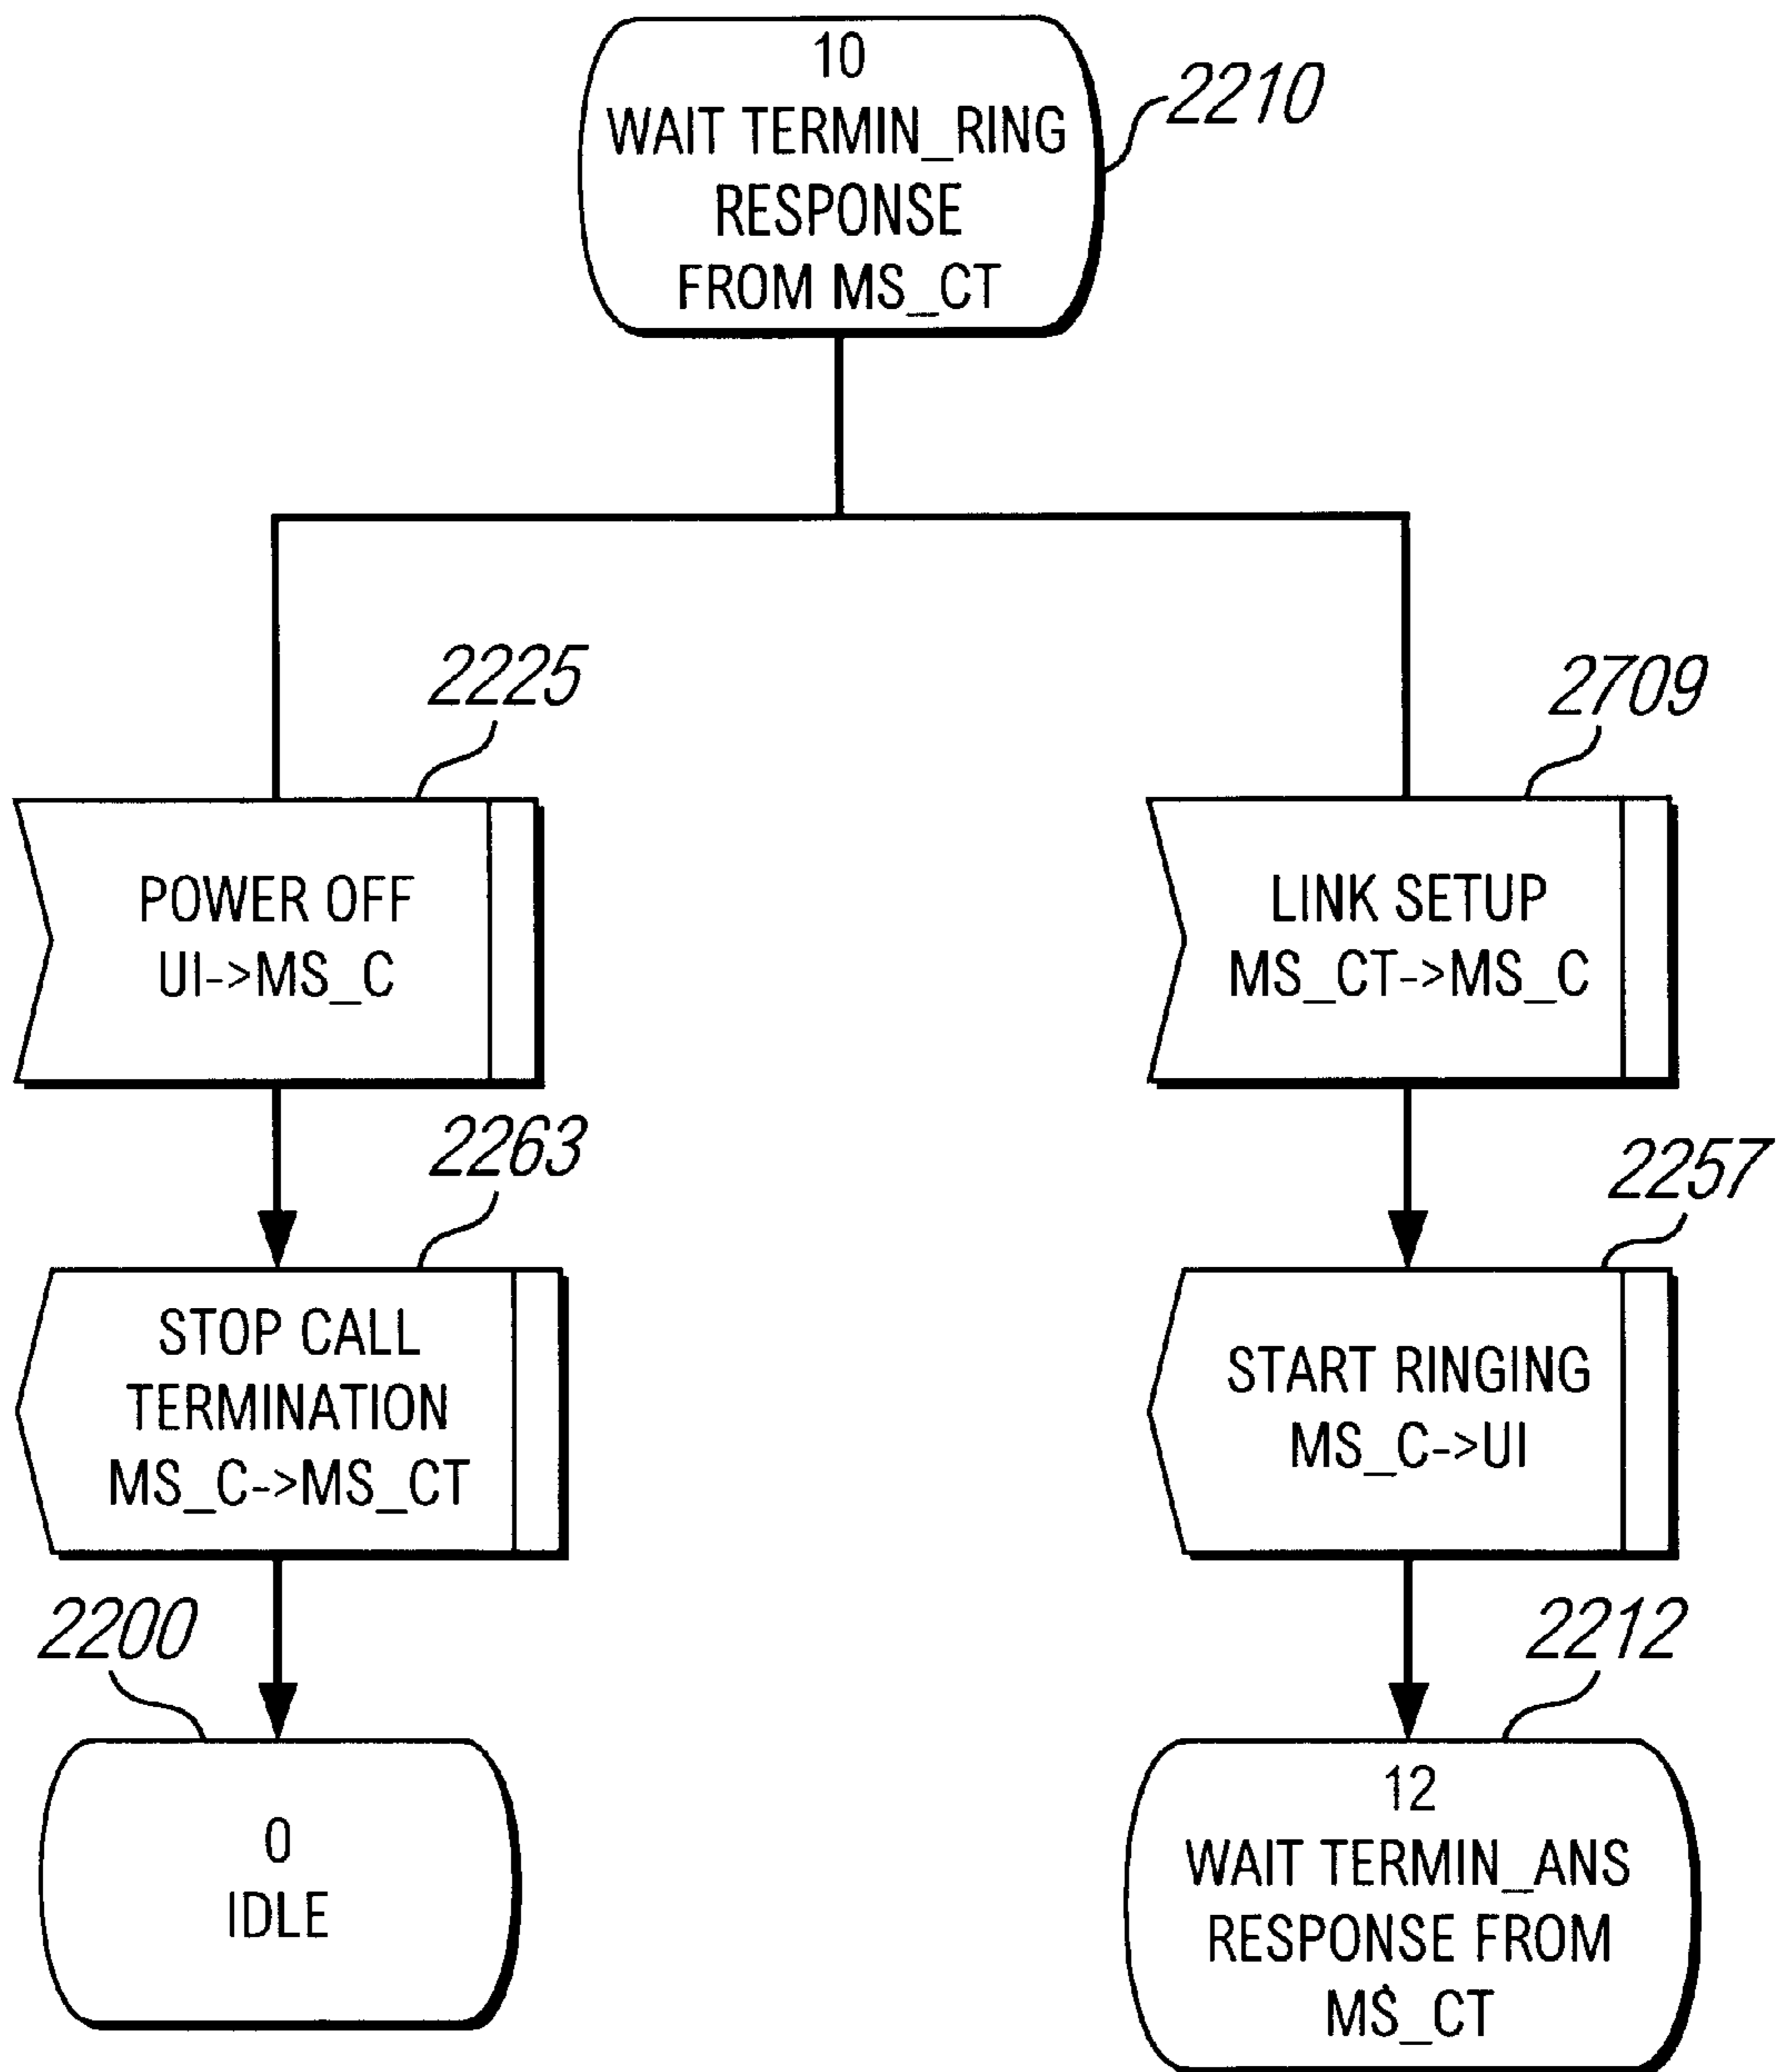 10
WAIT TERMIN_RING
RESPONSE
FROM MS_CT
2210
2225
POWER OFF
UI->MS_C
2709
LINK SETUP
MS_CT->MS_C
2263
STOP CALL
TERMINATION
MS_C->MS_CT
2257
START RINGING
MS_C->UI
2200
0
IDLE
2212
12
WAIT TERMIN_ANS
RESPONSE FROM
MS_CT